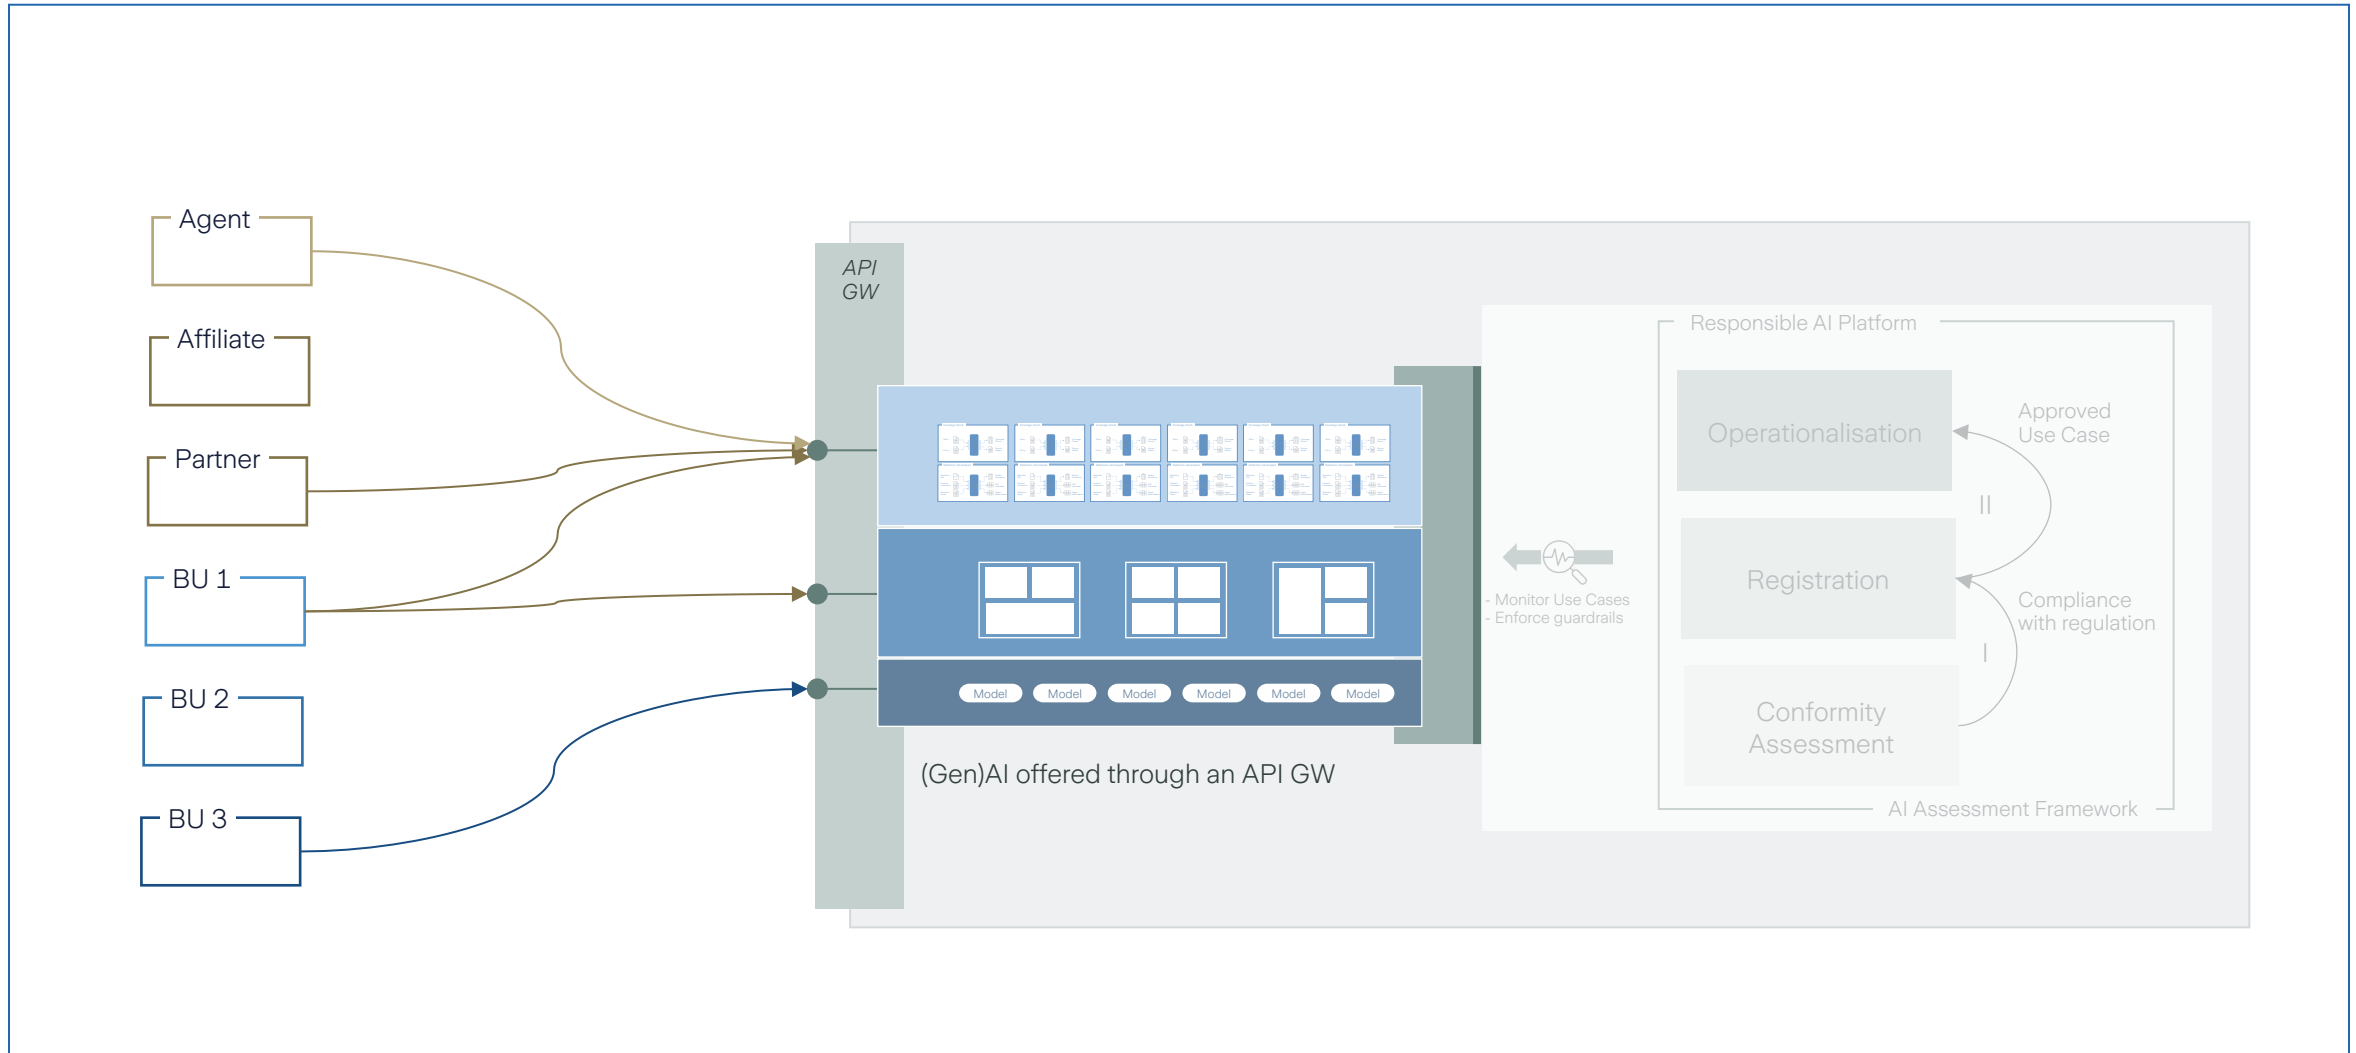 Agent
Affiliate
Partner
BU 1
BU 2
BU 3
API
GW
Model
Model
Model
Model
Model
Model
(Gen)AI offered through an API GW
- Monitor Use Cases
- Enforce guardrails
Responsible AI Platform
Operationalisation
Approved
Use Case
II
Registration
Compliance
with regulation
I
Conformity
Assessment
AI Assessment Framework